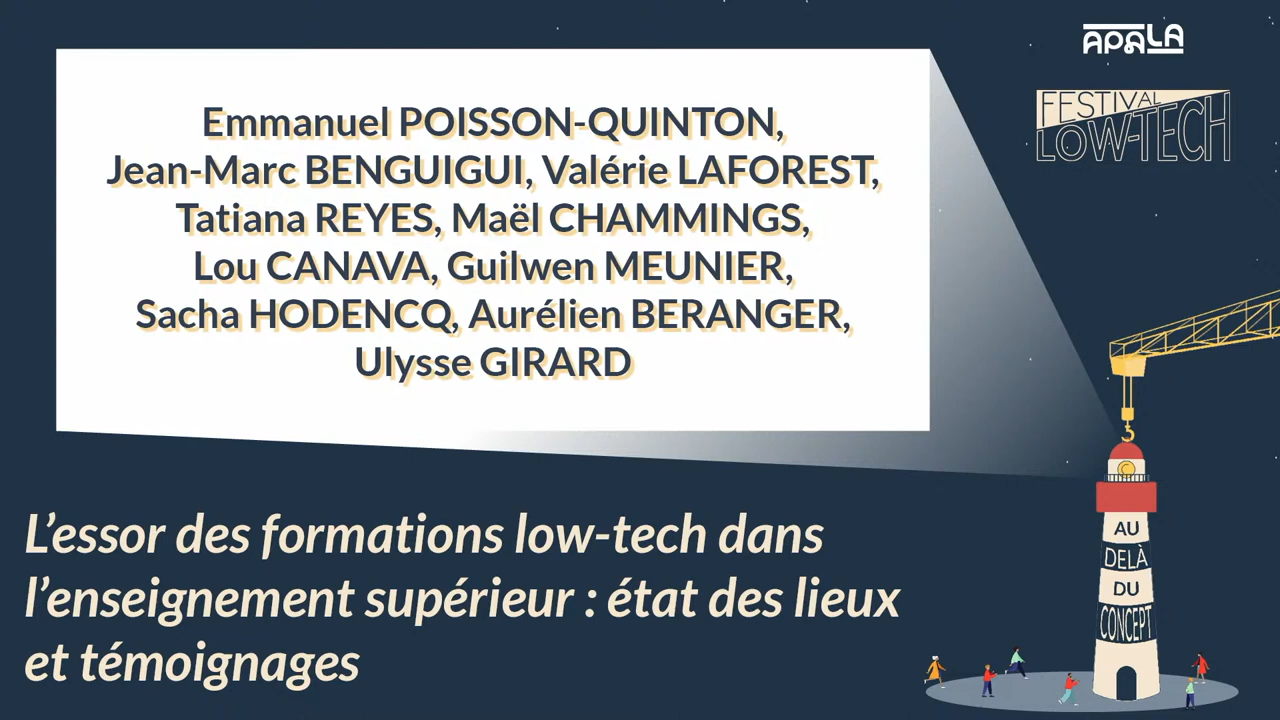 APALA
FESTIVAL
LOW-TECH
Emmanuel POISSON-QUINTON,
Jean-Marc BENGUIGUI, Valérie LAFOREST,
Tatiana REYES, Maël CHAMMINGS,
Lou CANAVA, Guilwen MEUNIER,
Sacha HODENCQ, Aurélien BERANGER,
Ulysse GIRARD
L’essor des formations low-tech dans
l’enseignement supérieur : état des lieux
et témoignages
AU
DELÀ
DU
CONCEPT